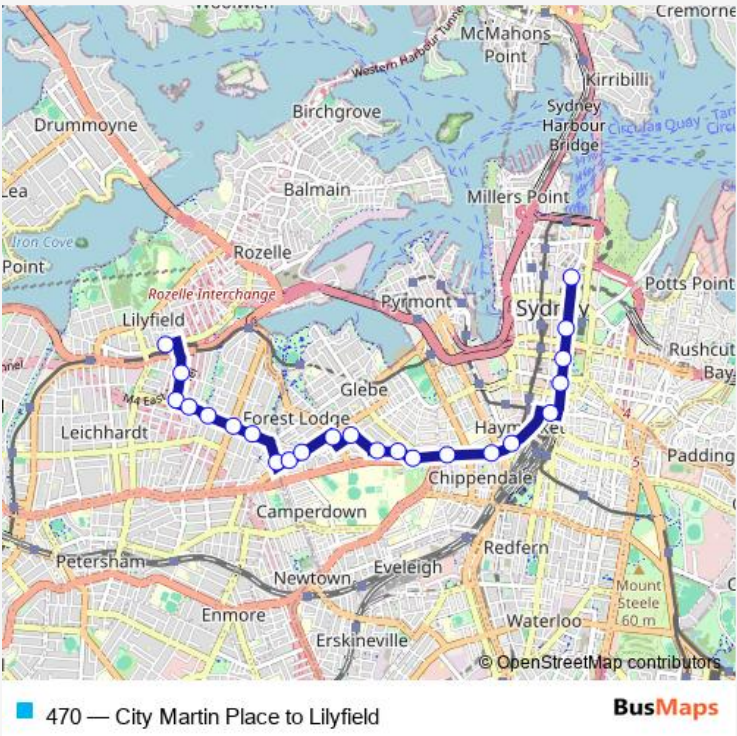 Woolwich
Cremorne
McMahons
Point
Western Harbour Tunnel
Kirribilli
Birchgrove
Sydney
Harbour
Bridge
Drummoyne
Circular Quay
Balmain
Millers Point
Iron Cove
Point
Rozelle
Rozelle Interchange
Pyrmont
Potts Point
Sydney
Lilyfield
Rushcut
Bay
Glebe
M4 East
Forest Lodge
Leichhardt
Haymarket
4
Padding
5
Chippendale
Camperdown
Redfern
Petersham
Newtown
Eveleigh
Mount
Steele
60 m
Enmore
Waterloo
Erskineville
© OpenStreetMap contributors
470 — City Martin Place to Lilyfield
BusMaps